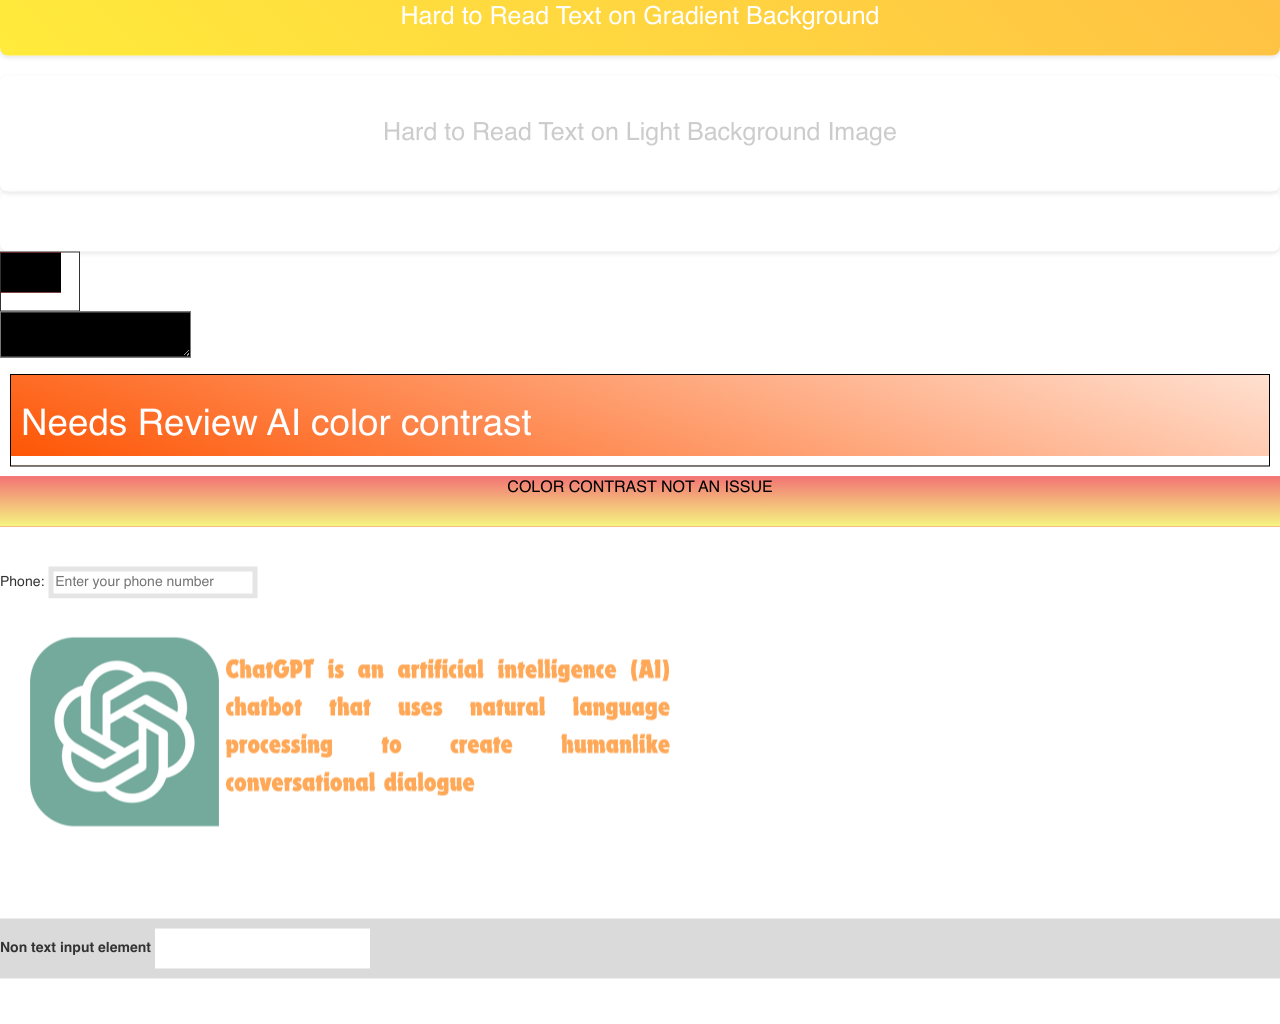 Hard to Read Text on Gradient Background
Hard to Read Text on Light Background Image
Needs Review AI color contrast
COLOR CONTRAST NOT AN ISSUE
Phone: Enter your phone number
ChatGPT is an artificial intelligence (AI)
chatbot that uses natural language
processing to create humanlike
conversational dialogue
Non text input element